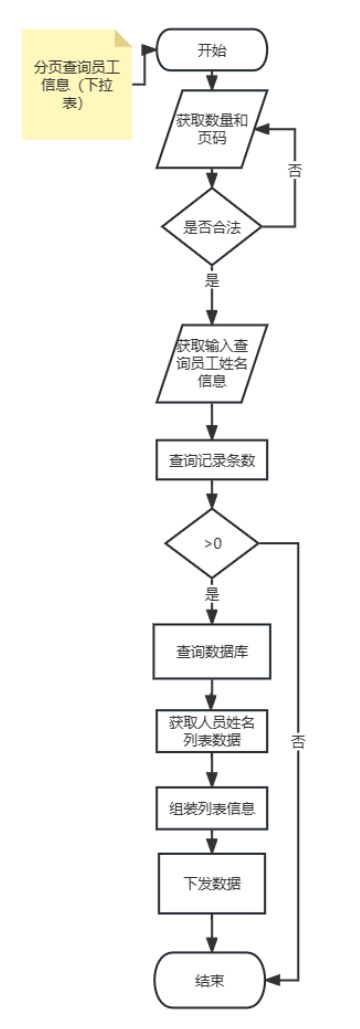 开始
分页查询员工
信息（下拉
表）
获取数量和
页码
否
是否合法
是
获取输入查
询员工姓名
信息
查询记录条数
>0
是
查询数据库
获取人员姓名
列表数据
否
组装列表信息
下发数据
结束